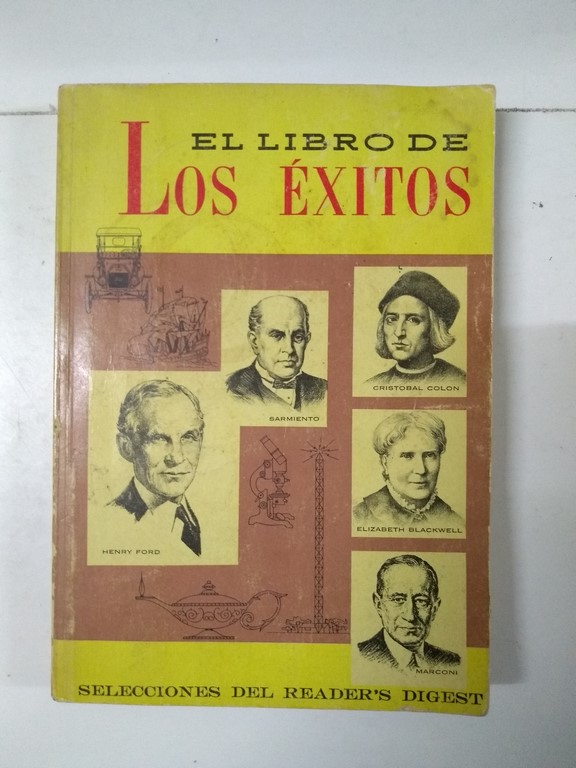 EL LIBRO DE
LOS ÉXITOS
CRISTOBAL COLON
SARMIENTO
ELIZABETH BLACKWELL
HENRY FORD
MARCONI
SELECCIONES DEL READER'S DIGEST